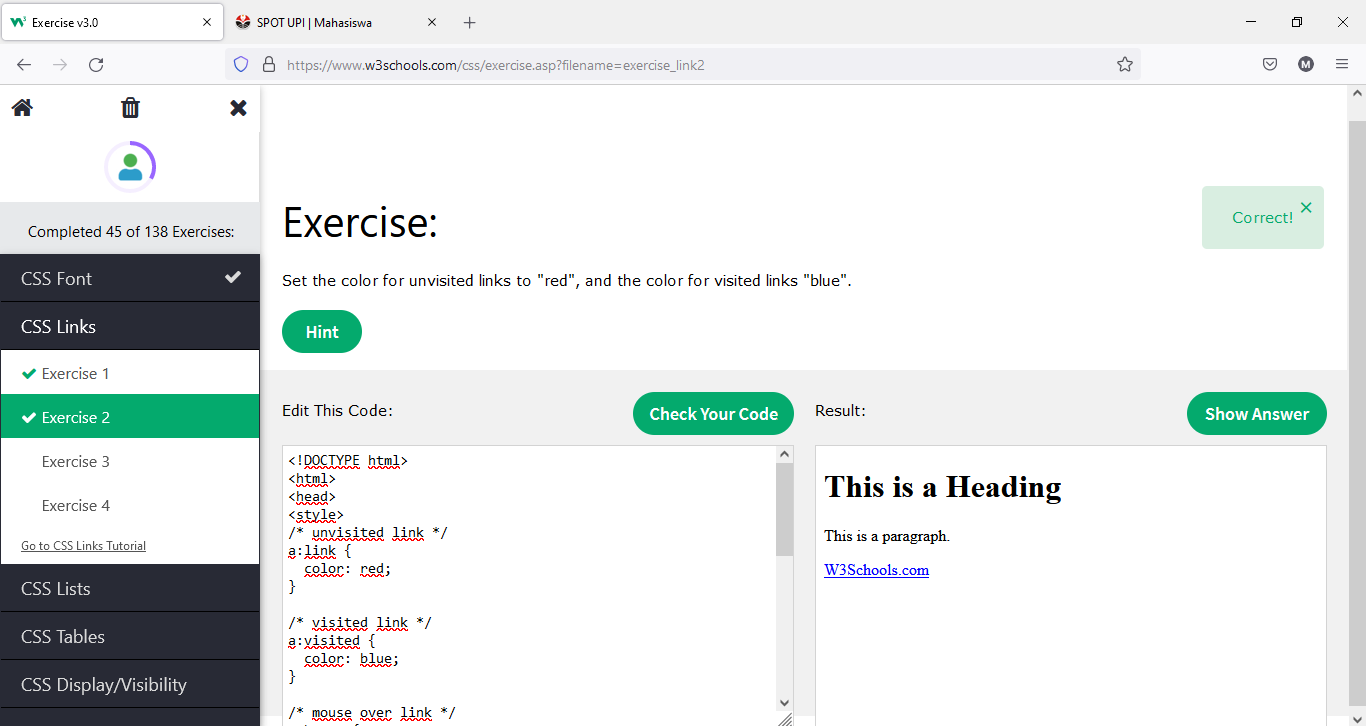 Exercise v3.0
SPOT UPI | Mahasiswa
https://www.w3schools.com/css/exercise.asp?filename=exercise_link2
M
Completed 45 of 138 Exercises:
CSS Font
CSS Links
Exercise 1
Exercise 2
Exercise 3
Exercise 4
Go to CSS Links Tutorial
CSS Lists
CSS Tables
CSS Display/Visibility
Exercise:
Correct!
Set the color for unvisited links to "red", and the color for visited links "blue".
Hint
Edit This Code:
Check Your Code
<!DOCTYPE html>
<html>
<head>
<style>
/* unvisited link */
a:link {
  color: red;
}
/* visited link */
a:visited {
  color: blue;
}
/* mouse over link */
Result:
Show Answer
This is a Heading
This is a paragraph.
W3Schools.com